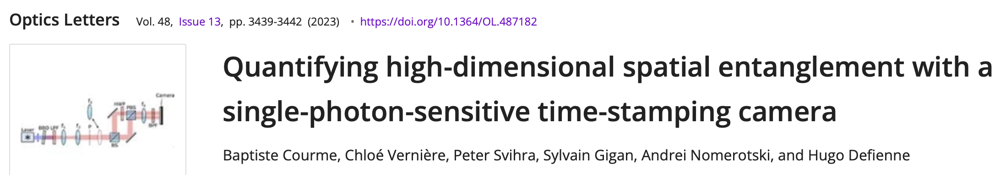 Optics Letters Vol. 48, Issue 13, pp. 3439-3442 (2023) • https://doi.org/10.1364/OL.487182
Quantifying high-dimensional spatial entanglement with a
single-photon-sensitive time-stamping camera
Camera
HWP PBS
BPF
Laser BBO LPF f₁ f₂ P
BS
Baptiste Courme, Chloé Vernière, Peter Svihra, Sylvain Gigan, Andrei Nomerotski, and Hugo Defienne